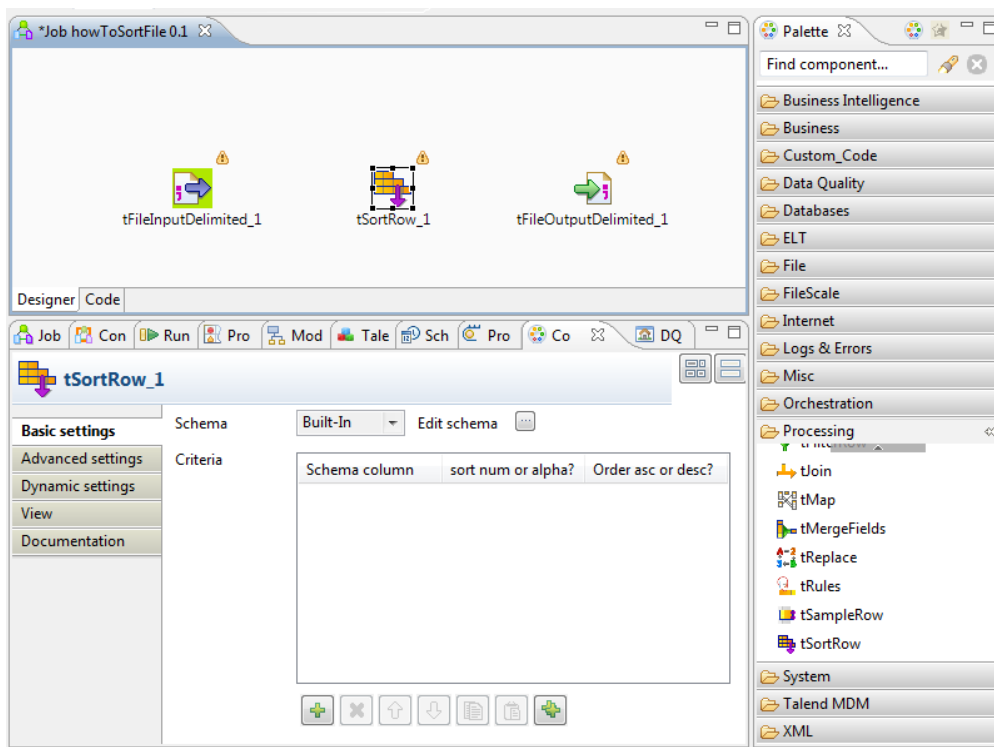 *Job howToSortFile 0.1
tFileInputDelimited_1
tSortRow_1
tFileOutputDelimited_1
Designer
Code
Job
Con
Run
Pro
Mod
Tale
Sch
Pro
Co
DQ
tSortRow_1
Basic settings
Advanced settings
Dynamic settings
View
Documentation
Schema
Built-In
Edit schema
Criteria
Schema column
sort num or alpha?
Order asc or desc?
Palette
Find component...
Business Intelligence
Business
Custom_Code
Data Quality
Databases
ELT
File
FileScale
Internet
Logs & Errors
Misc
Orchestration
Processing
tJoin
tMap
tMergeFields
tReplace
tRules
tSampleRow
tSortRow
System
Talend MDM
XML